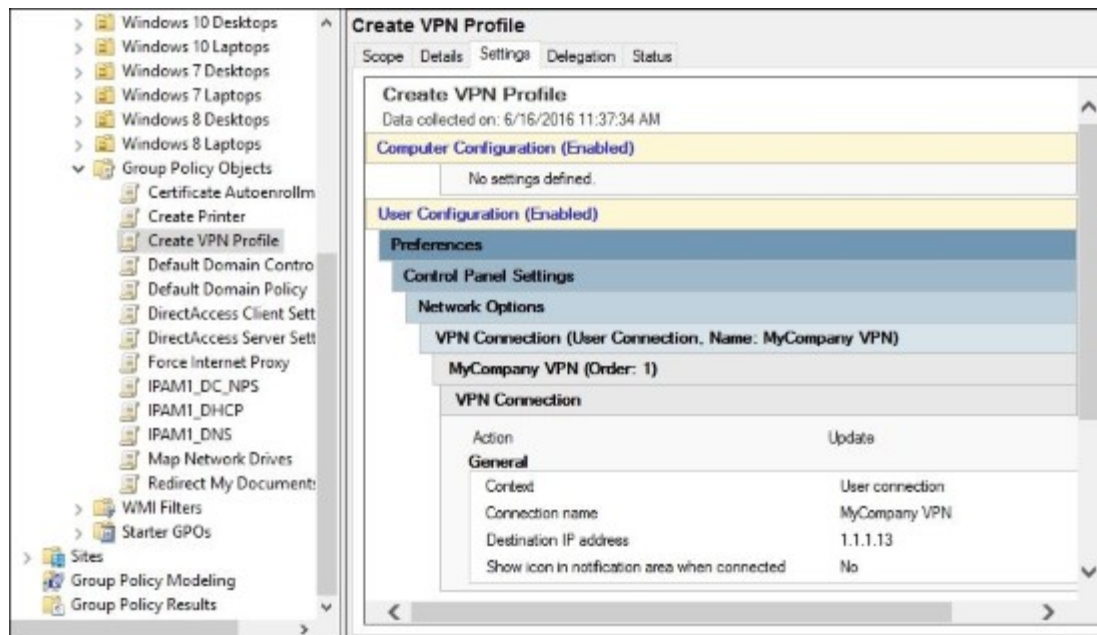 Windows 10 Desktops
Windows 10 Laptops
Windows 7 Desktops
Windows 7 Laptops
Windows 8 Desktops
Windows 8 Laptops
Group Policy Objects
Certificate Autoenrollm
Create Printer
Create VPN Profile
Default Domain Contro
Default Domain Policy
DirectAccess Client Sett
DirectAccess Server Sett
Force Internet Proxy
IPAM1_DC_NPS
IPAM1_DHCP
IPAM1_DNS
Map Network Drives
Redirect My Documents
WMI Filters
Starter GPOs
Sites
Group Policy Modeling
Group Policy Results
Create VPN Profile
Scope Details Settings Delegation Status
Create VPN Profile
Data collected on: 6/16/2016 11:37:34 AM
Computer Configuration (Enabled)
No settings defined.
User Configuration (Enabled)
Preferences
Control Panel Settings
Network Options
VPN Connection (User Connection, Name: MyCompany VPN)
MyCompany VPN (Order: 1)
VPN Connection
Action Update
General
Context User connection
Connection name MyCompany VPN
Destination IP address 1.1.1.13
Show icon in notification area when connected No